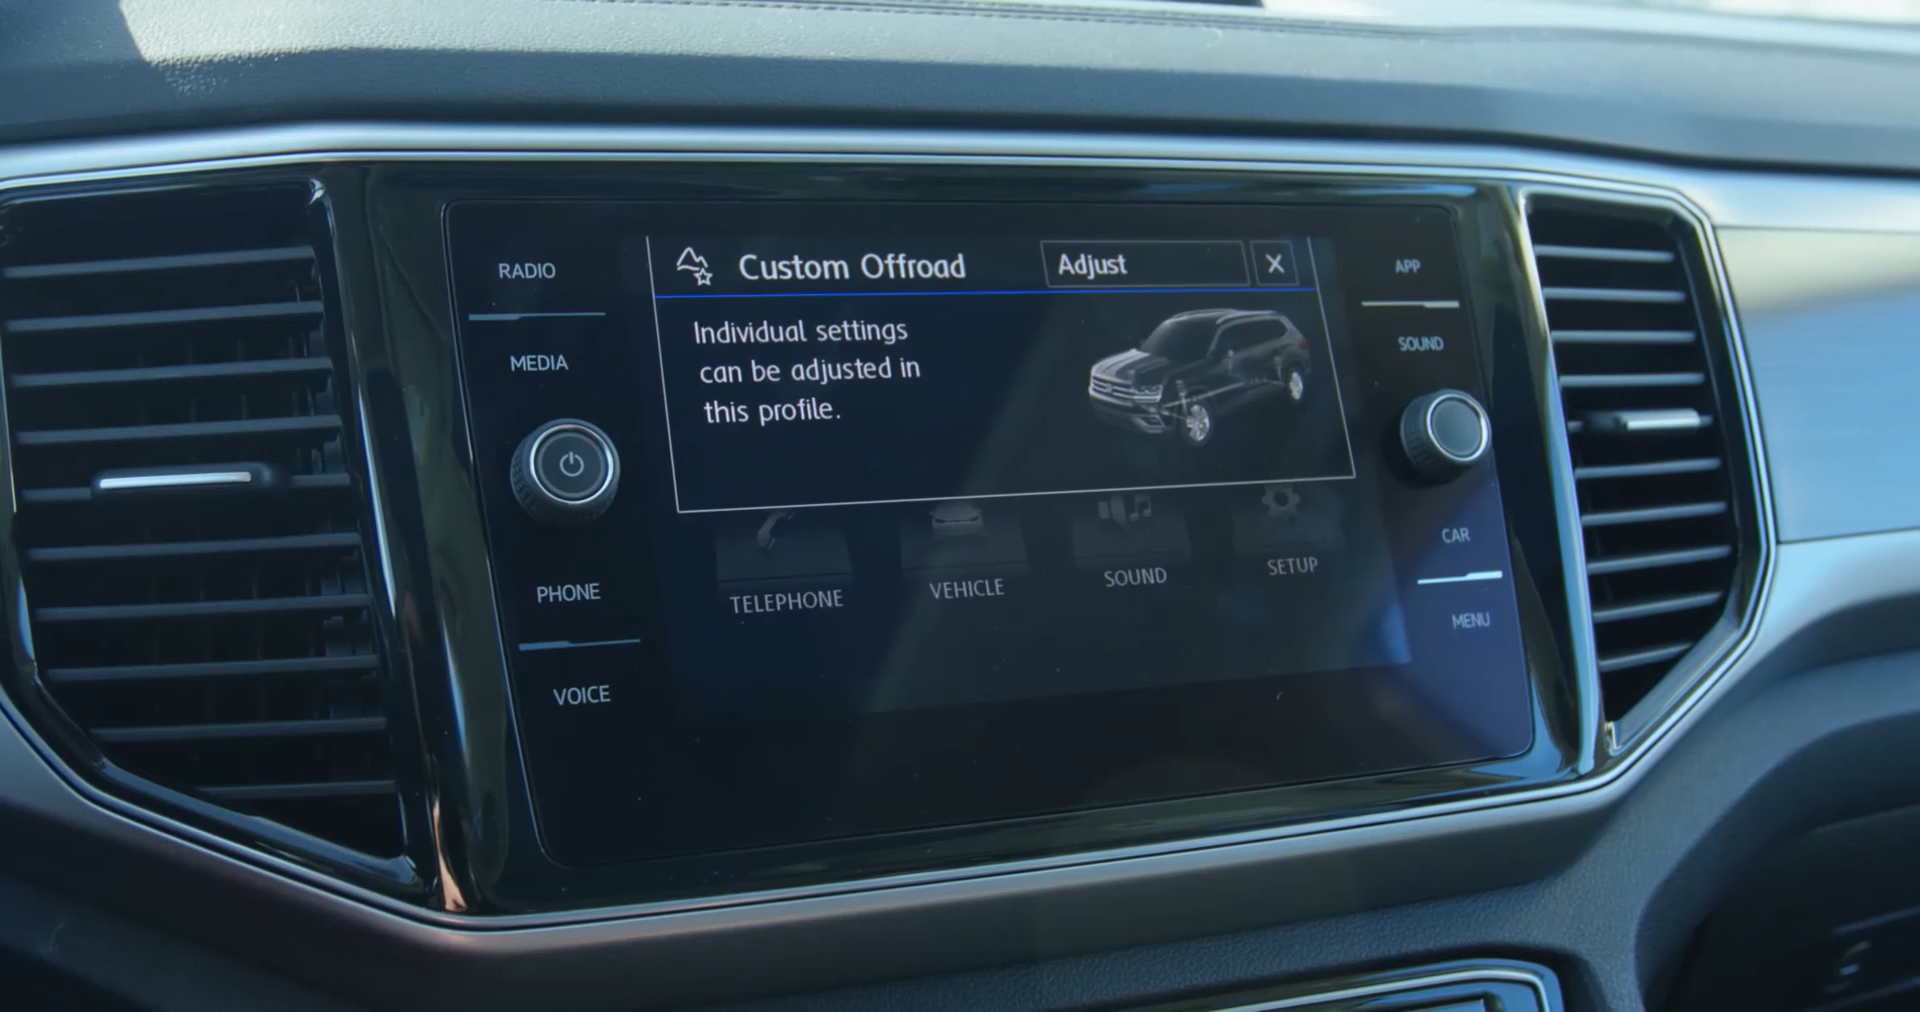 RADIO
MEDIA
PHONE
VOICE
Custom Offroad
Adjust
X
Individual settings
can be adjusted in
this profile.
TELEPHONE
VEHICLE
SOUND
SETUP
APP
SOUND
CAR
MENU